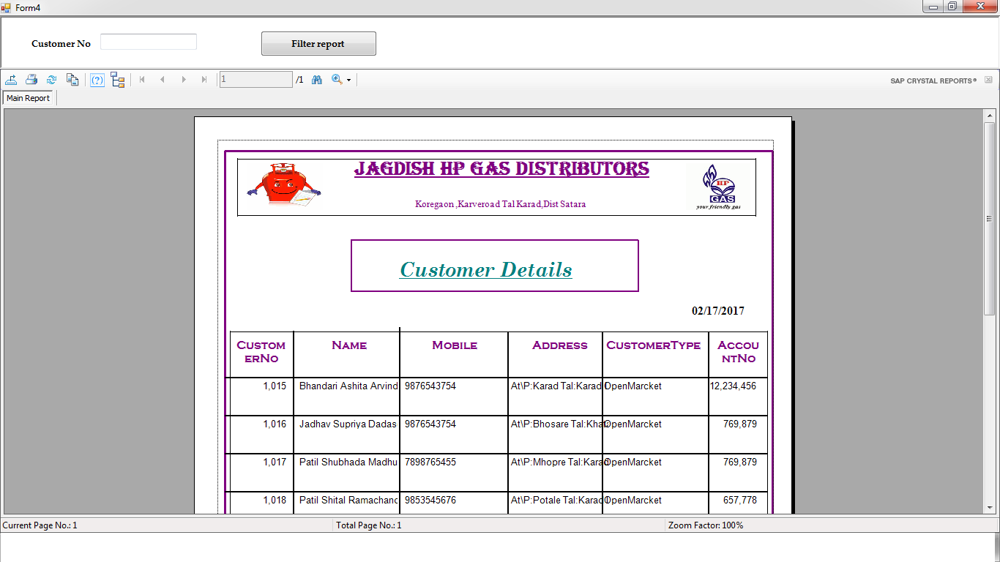 Form4
Customer No
Filter report
1 /1
SAP CRYSTAL REPORTS®
Main Report
JAGDISH HP GAS DISTRIBUTORS
Koregaon ,Karveroad Tal Karad,Dist Satara
HP
GAS
your friendly gas
Customer Details
02/17/2017
CustomerNo Name Mobile Address CustomerType AccountNo
1,015 Bhandari Ashita Arvind 9876543754 At\P:Karad Tal:Karad OpenMarcket 12,234,456
1,016 Jadhav Supriya Dadas 9876543754 At\P:Bhosare Tal:Khat OpenMarcket 769,879
1,017 Patil Shubhada Madhu 7898765455 At\P:Mhopre Tal:Karad OpenMarcket 769,879
1,018 Patil Shital Ramachand 9853545676 At\P:Potale Tal:Karad OpenMarcket 657,778
Current Page No.: 1 Total Page No.: 1 Zoom Factor: 100%